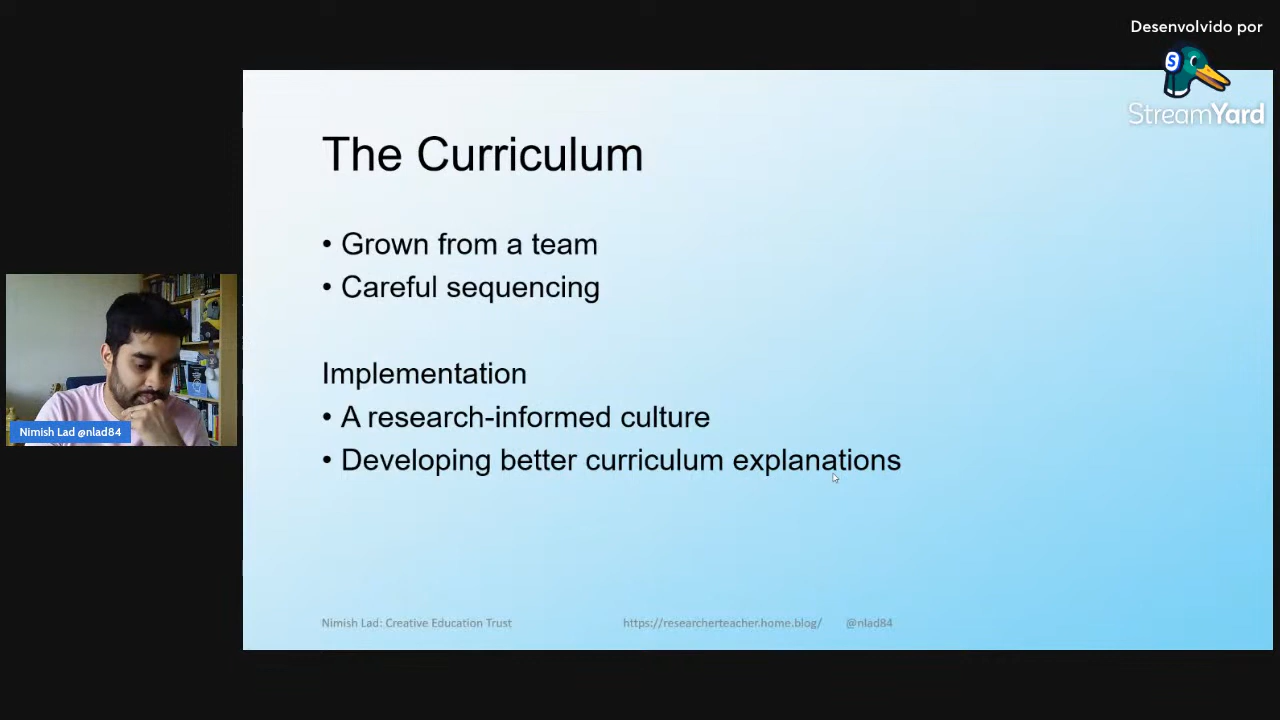 Desenvolvido por
StreamYard
The Curriculum
• Grown from a team
• Careful sequencing
Implementation
• A research-informed culture
• Developing better curriculum explanations
Nimish Lad @nlad84
Nimish Lad: Creative Education Trust
https://researcherteacher.home.blog/
@nlad84